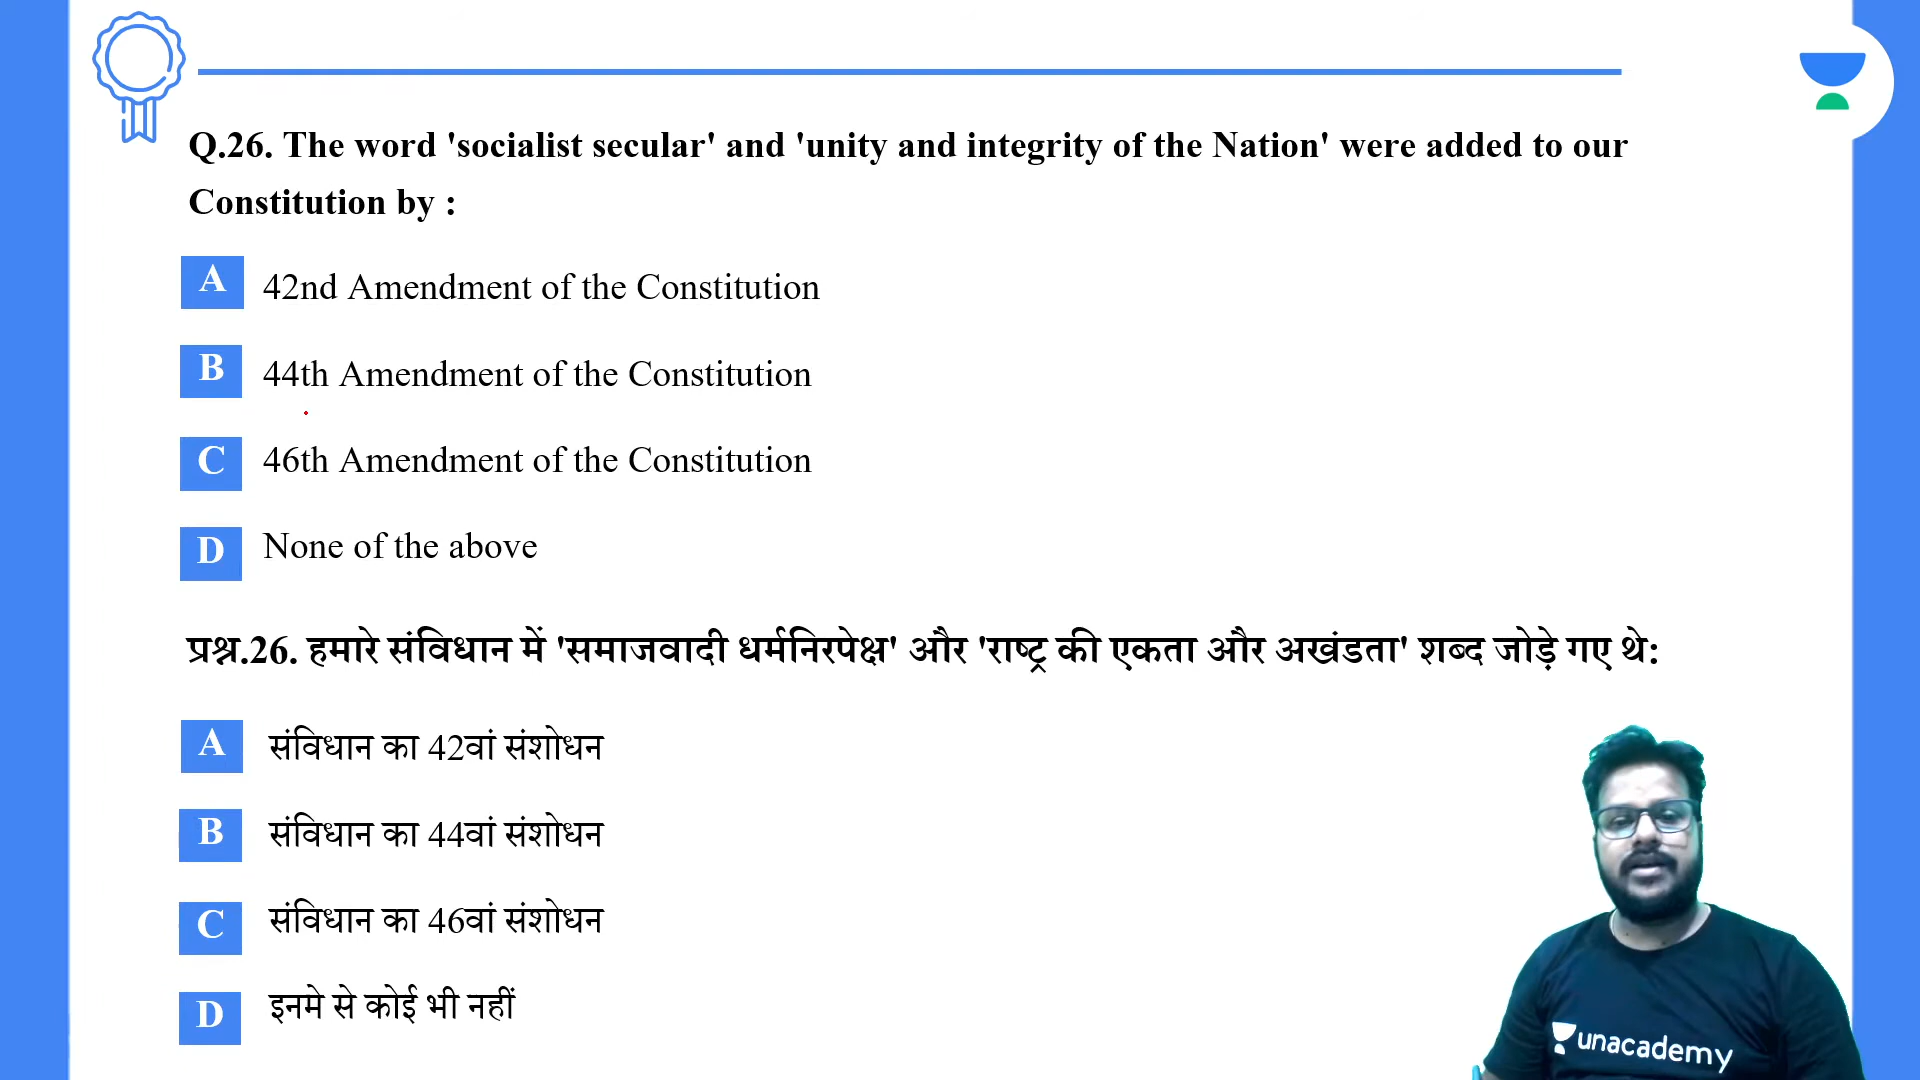 Q.26. The word 'socialist secular' and 'unity and integrity of the Nation' were added to our
Constitution by :
A 42nd Amendment of the Constitution
B 44th Amendment of the Constitution
C 46th Amendment of the Constitution
D None of the above
प्रश्न.26. हमारे संविधान में 'समाजवादी धर्मनिरपेक्ष' और 'राष्ट्र की एकता और अखंडता' शब्द जोड़े गए थे:
A संविधान का 42वां संशोधन
B संविधान का 44वां संशोधन
C संविधान का 46वां संशोधन
D इनमे से कोई भी नहीं
unacademy